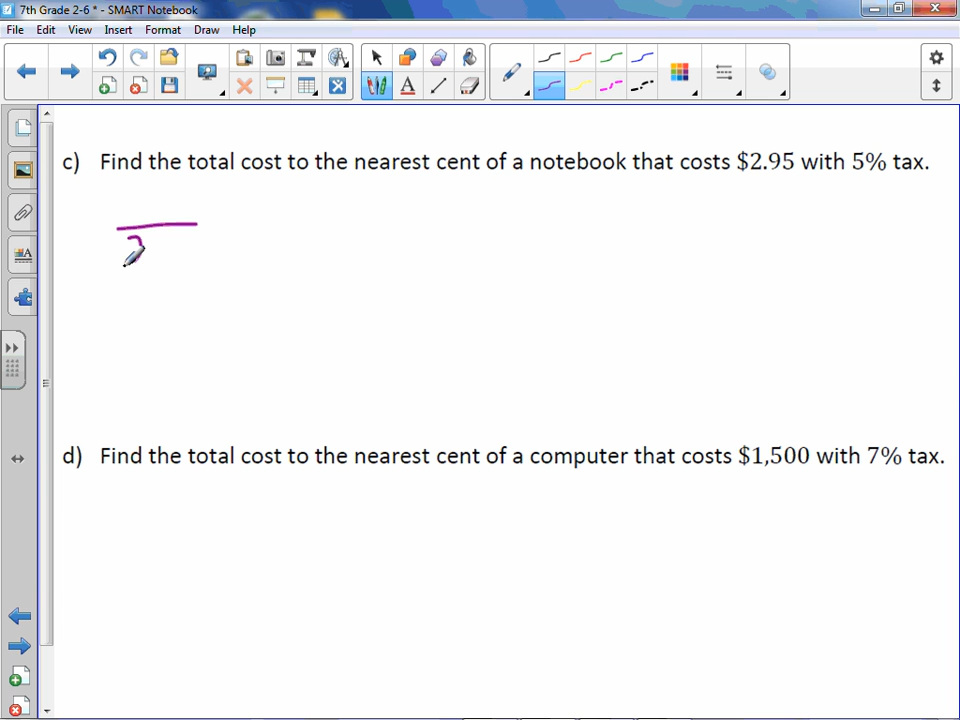 7th Grade 2-6 * - SMART Notebook
File Edit View Insert Format Draw Help
c) Find the total cost to the nearest cent of a notebook that costs $2.95 with 5% tax.
2
d) Find the total cost to the nearest cent of a computer that costs $1,500 with 7% tax.